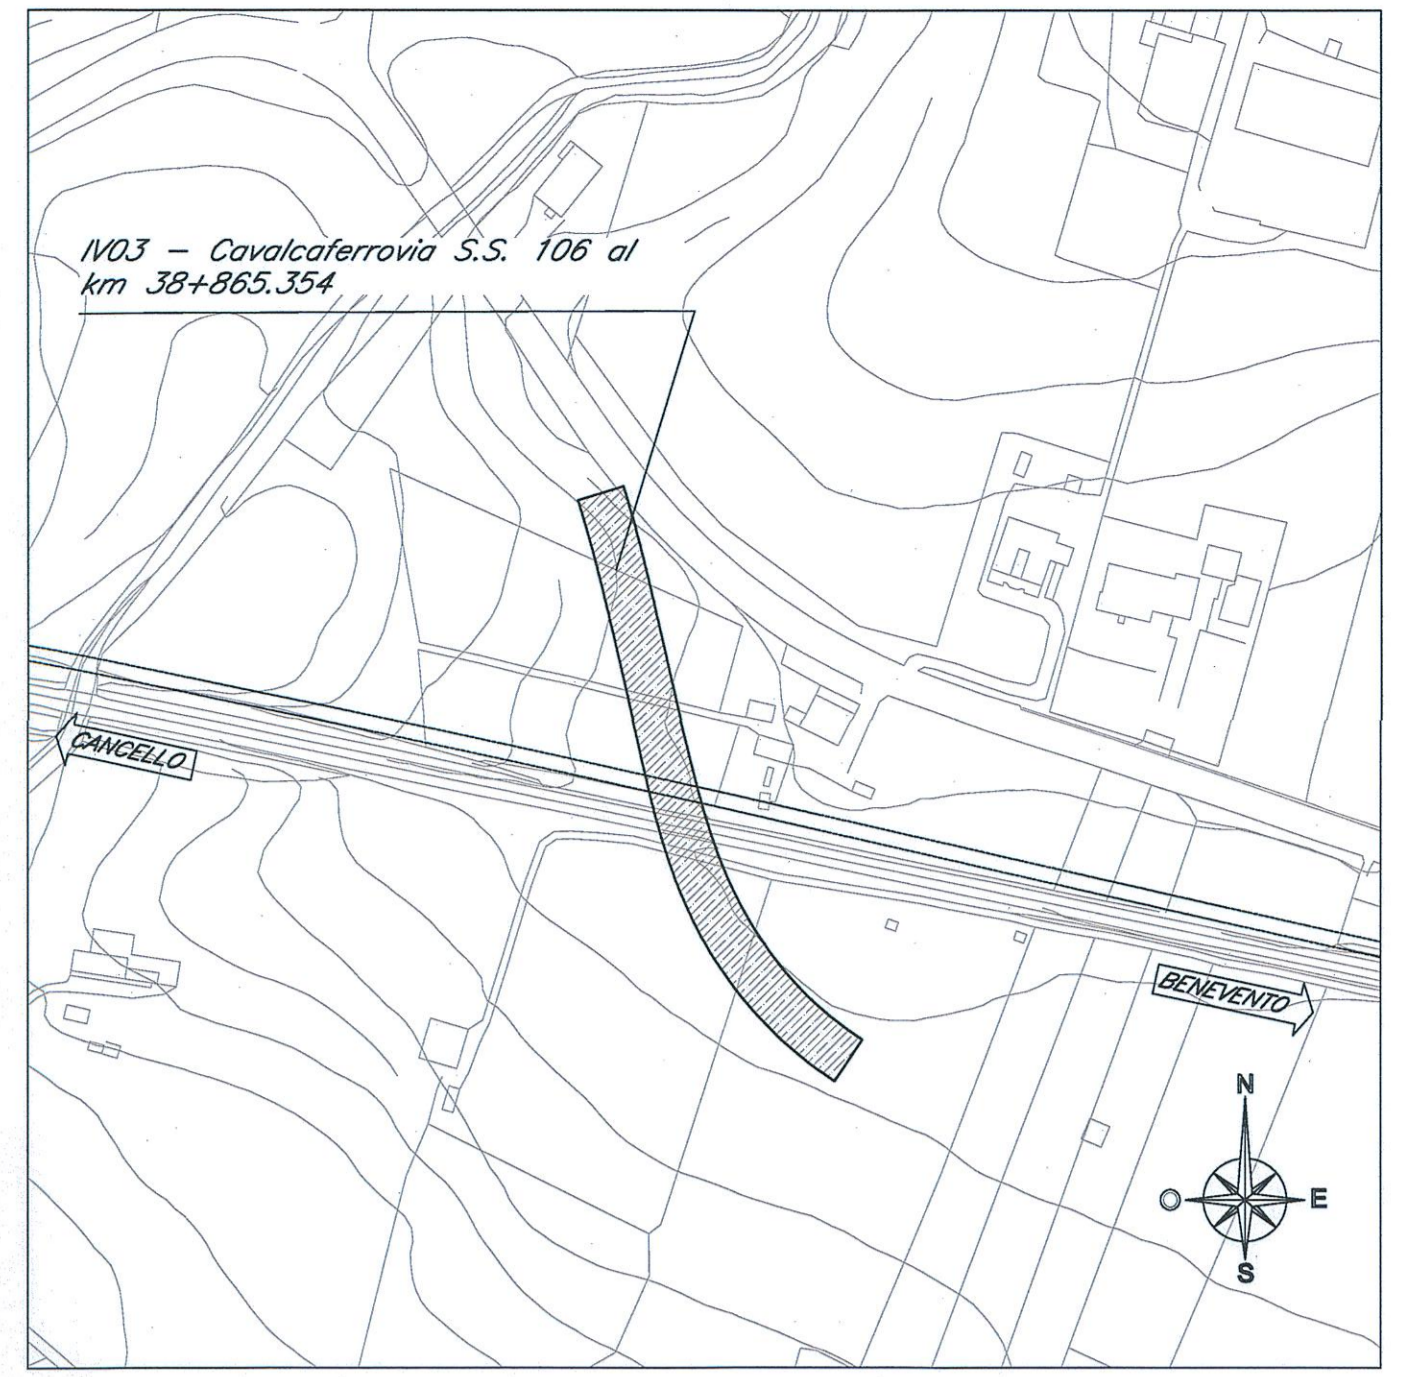 IV03 – Cavalcaferrovia S.S. 106 al
km 38+865.354
CANCELLO
BENEVENTO
N
O E
S